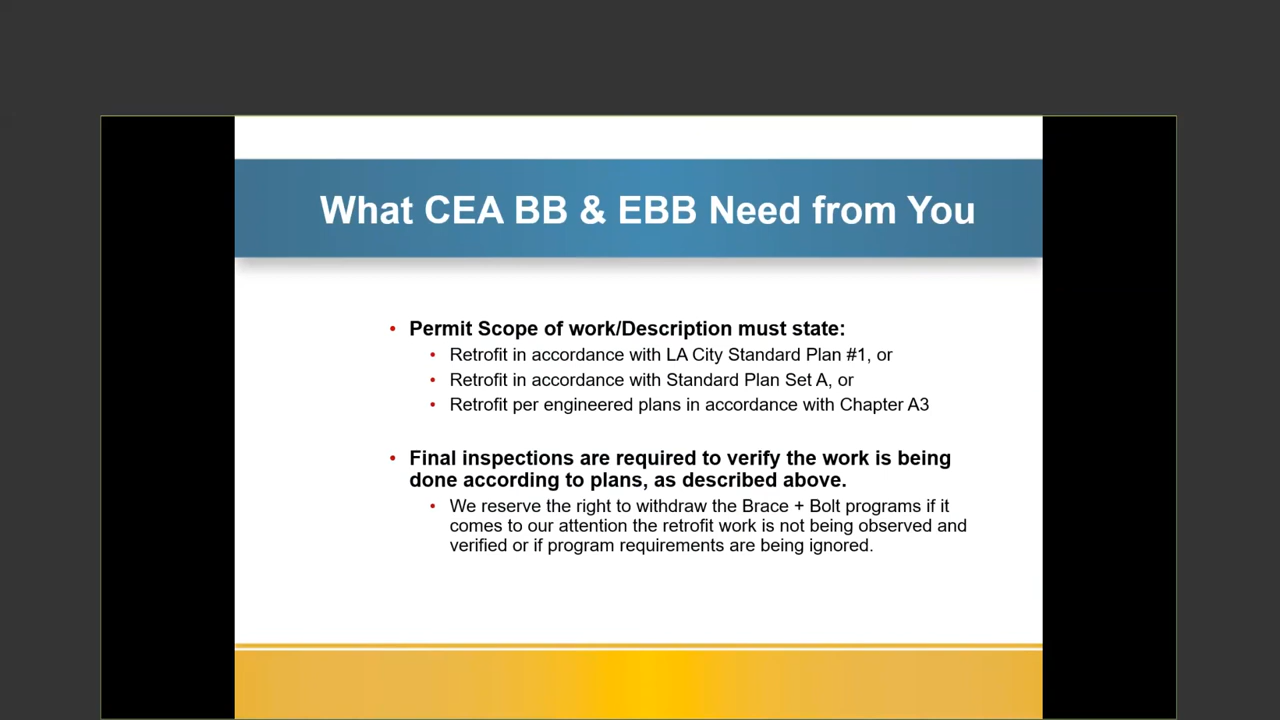 What CEA BB & EBB Need from You
• Permit Scope of work/Description must state:
• Retrofit in accordance with LA City Standard Plan #1, or
• Retrofit in accordance with Standard Plan Set A, or
• Retrofit per engineered plans in accordance with Chapter A3
• Final inspections are required to verify the work is being
done according to plans, as described above.
• We reserve the right to withdraw the Brace + Bolt programs if it
comes to our attention the retrofit work is not being observed and
verified or if program requirements are being ignored.